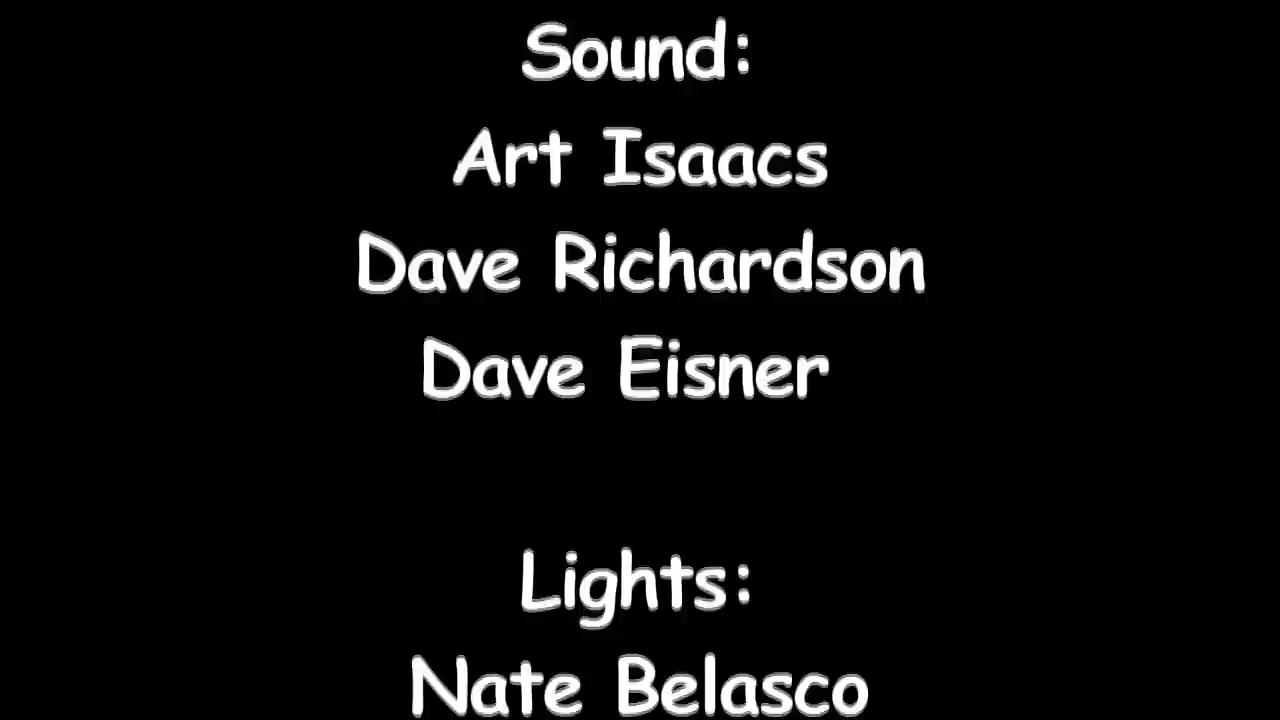 Sound:
Art Isaacs
Dave Richardson
Dave Eisner
Lights:
Nate Belasco